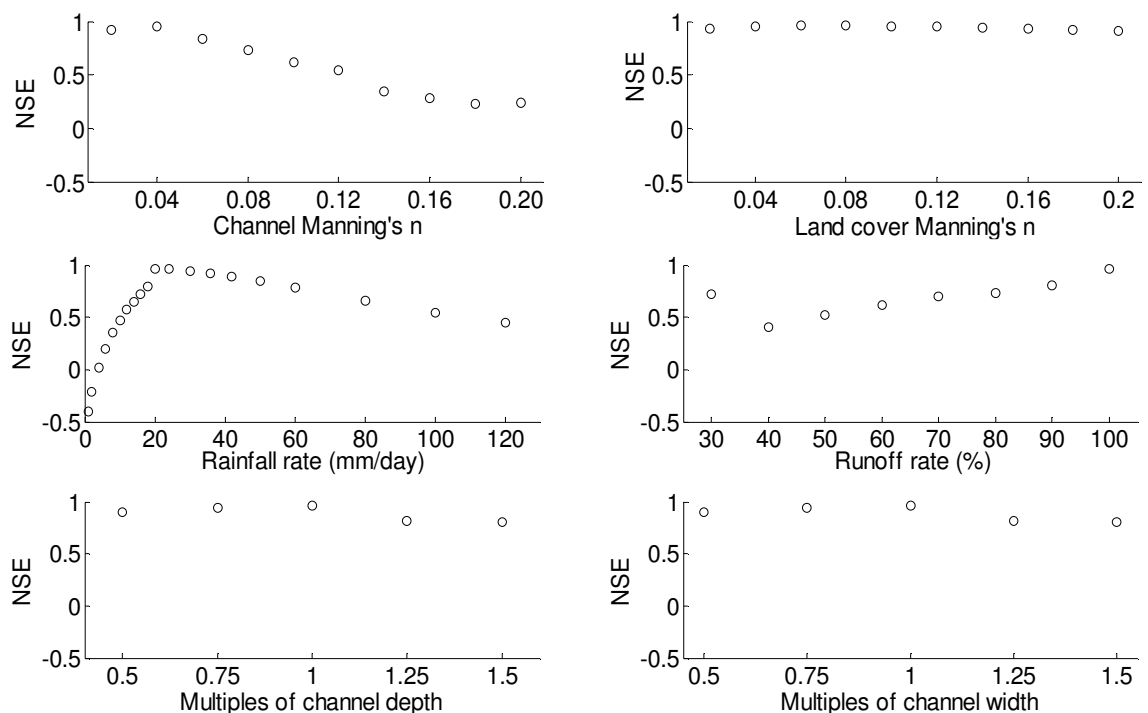 1
0.5
0
-0.5
NSE
0.04 0.08 0.12 0.16 0.20
Channel Manning's n
1
0.5
0
-0.5
NSE
0.04 0.08 0.12 0.16 0.2
Land cover Manning's n
1
0.5
0
-0.5
NSE
0 20 40 60 80 100 120
Rainfall rate (mm/day)
1
0.5
0
-0.5
NSE
30 40 50 60 70 80 90 100
Runoff rate (%)
1
0.5
0
-0.5
NSE
0.5 0.75 1 1.25 1.5
Multiples of channel depth
1
0.5
0
-0.5
NSE
0.5 0.75 1 1.25 1.5
Multiples of channel width